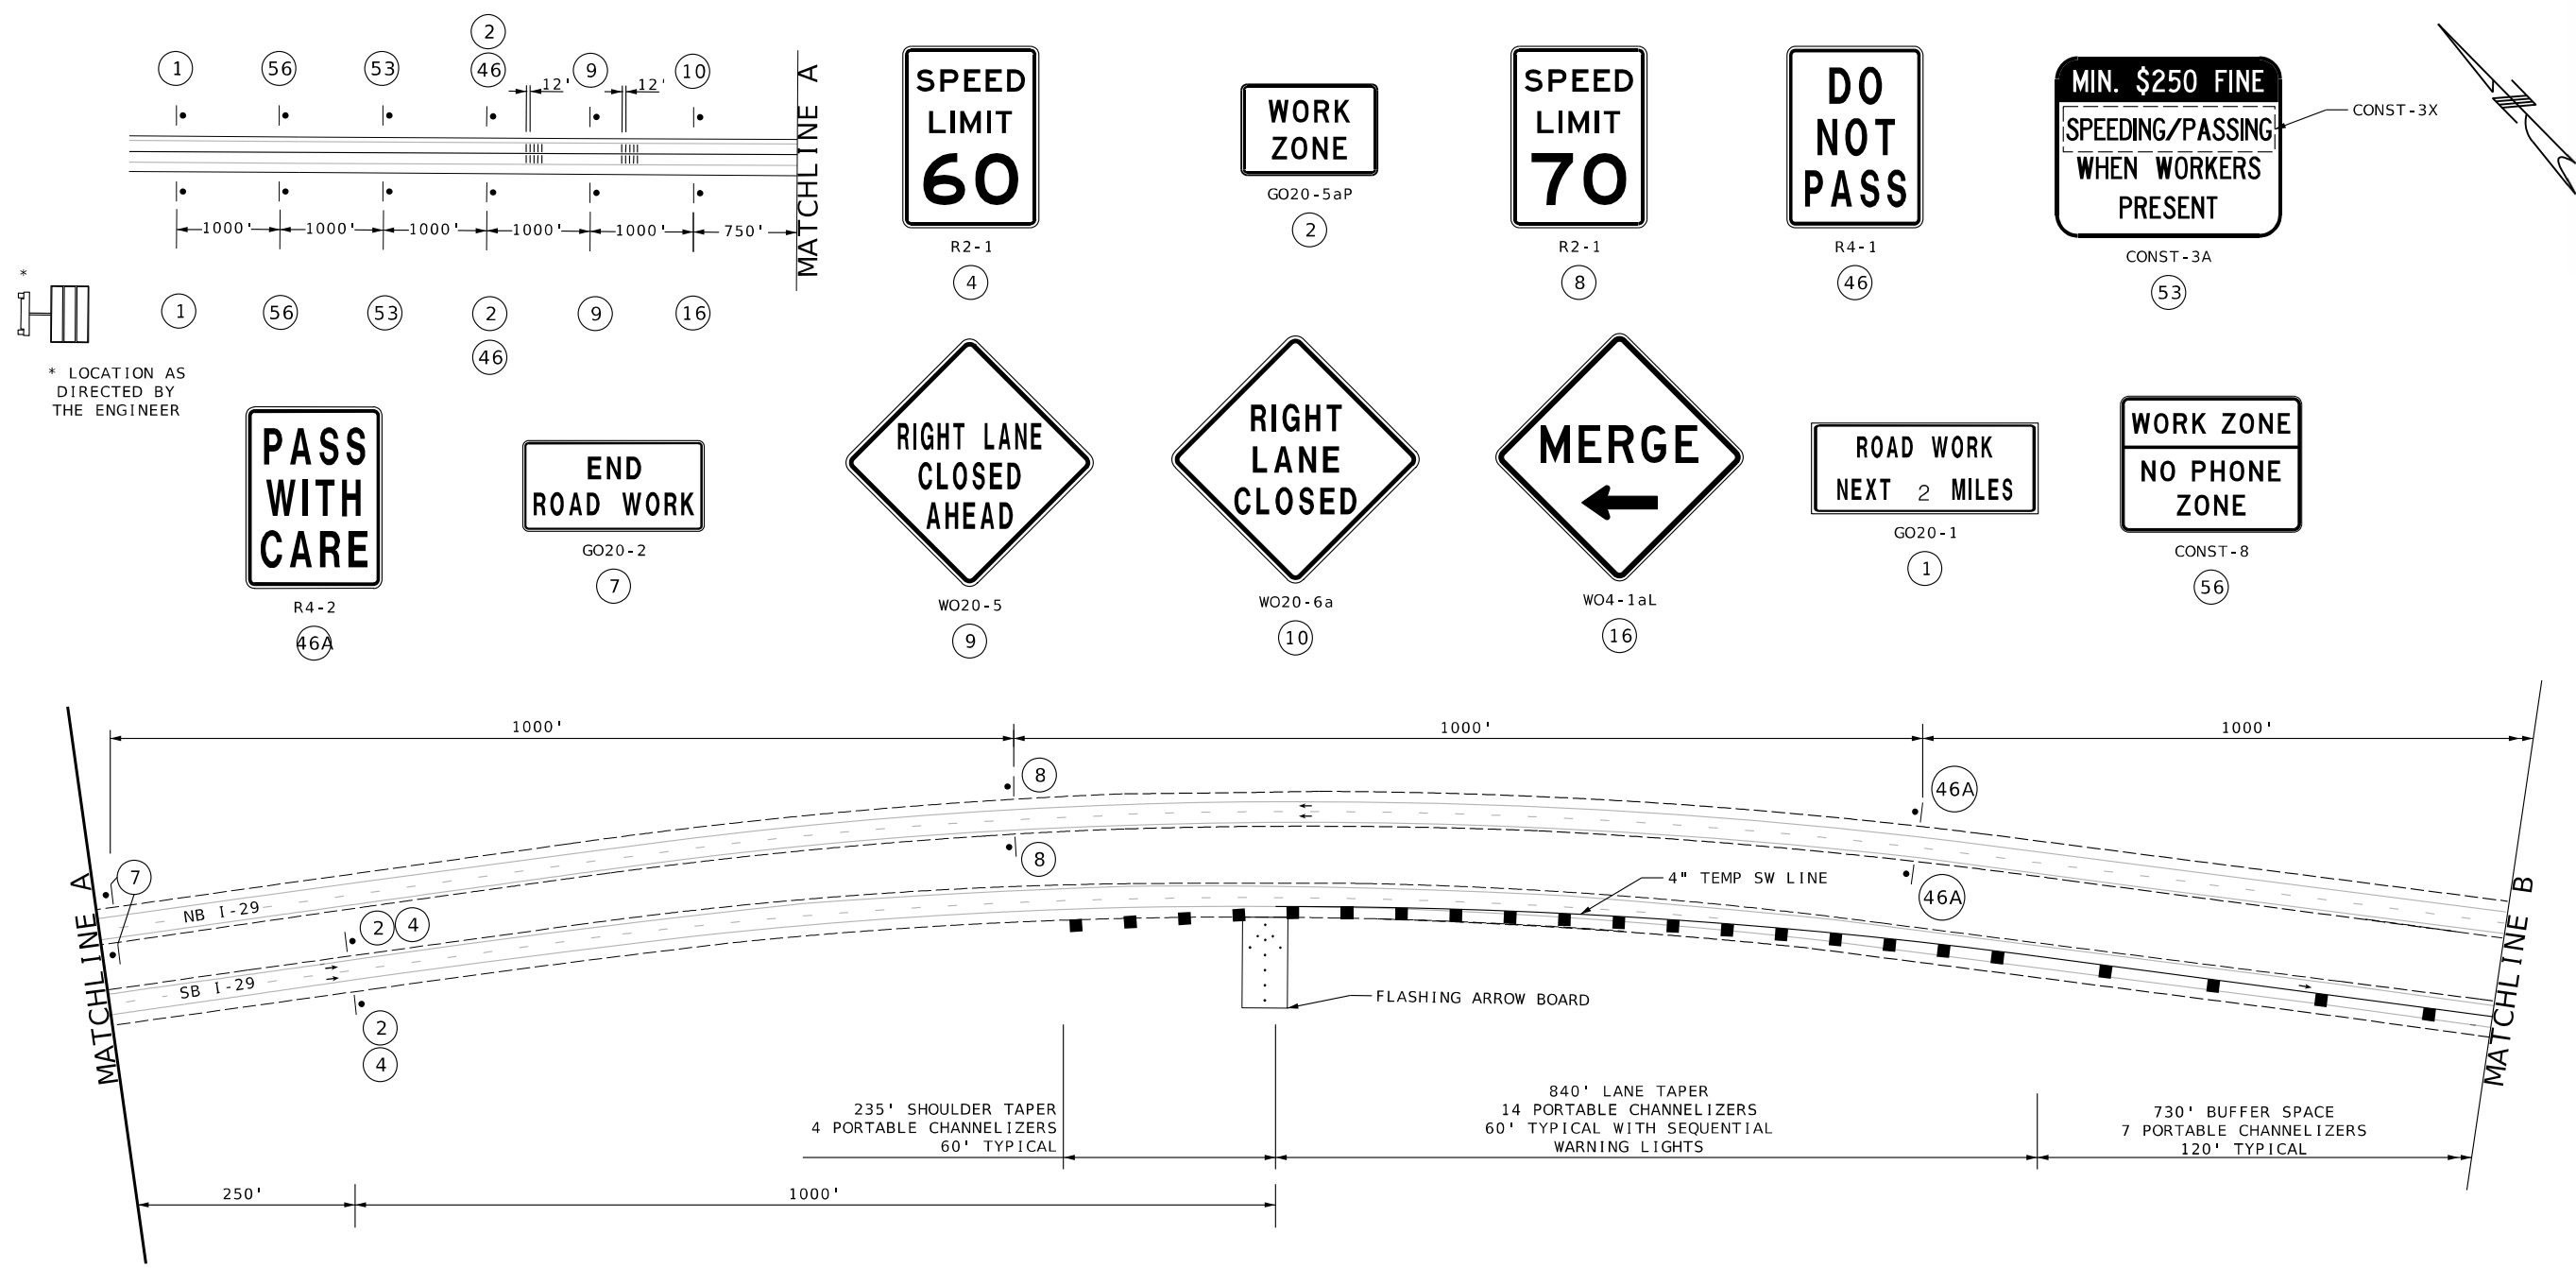 2
1
56
53
46
9
10
12'
12'
1000'
1000'
1000'
1000'
1000'
750'
MATCHLINE A
1
56
53
2
9
16
46
*
* LOCATION AS
DIRECTED BY
THE ENGINEER
SPEED
LIMIT
60
R2-1
4
WORK
ZONE
GO20-5aP
2
SPEED
LIMIT
70
R2-1
8
DO
NOT
PASS
R4-1
46
MIN. $250 FINE
SPEEDING/PASSING
WHEN WORKERS
PRESENT
CONST-3X
CONST-3A
53
PASS
WITH
CARE
R4-2
46A
END
ROAD WORK
GO20-2
7
RIGHT LANE
CLOSED
AHEAD
WO20-5
9
RIGHT
LANE
CLOSED
WO20-6a
10
MERGE
WO4-1aL
16
ROAD WORK
NEXT 2 MILES
GO20-1
1
WORK ZONE
NO PHONE
ZONE
CONST-8
56
1000'
1000'
1000'
8
46A
8
46A
7
MATCHLINE A
NB I-29
2
4
SB I-29
2
4
4" TEMP SW LINE
FLASHING ARROW BOARD
MATCHLINE B
235' SHOULDER TAPER
4 PORTABLE CHANNELIZERS
60' TYPICAL
840' LANE TAPER
14 PORTABLE CHANNELIZERS
60' TYPICAL WITH SEQUENTIAL
WARNING LIGHTS
730' BUFFER SPACE
7 PORTABLE CHANNELIZERS
120' TYPICAL
250'
1000'